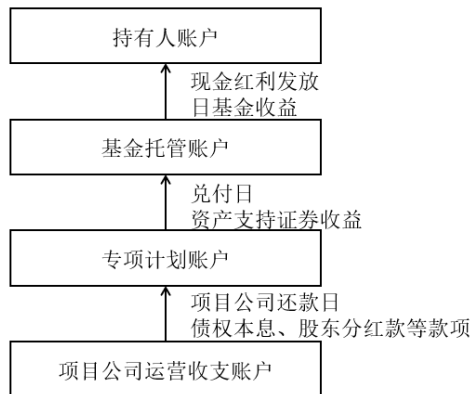 持有人账户
现金红利发放
日基金收益
基金托管账户
兑付日
资产支持证券收益
专项计划账户
项目公司还款日
债权本息、股东分红款等款项
项目公司运营收支账户